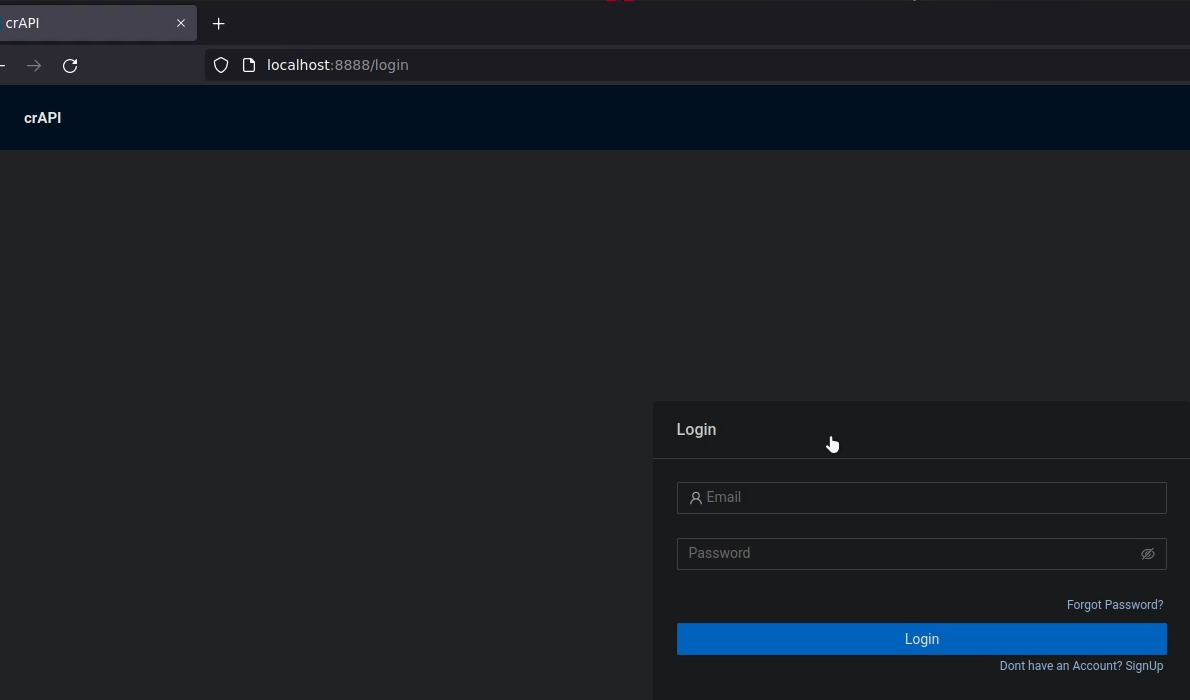 crAPI
localhost:8888/login
crAPI
Login
Email
Password
Forgot Password?
Login
Dont have an Account? SignUp